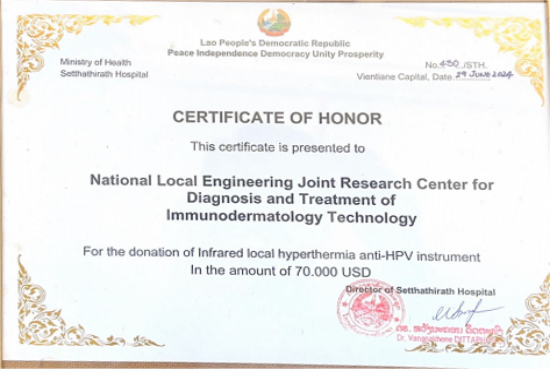 Lao People's Democratic Republic
Peace Independence Democracy Unity Prosperity
Ministry of Health
Setthathirath Hospital
No. 450 /STH.
Vientiane Capital, Date 29 JUNE 2024
CERTIFICATE OF HONOR
This certificate is presented to
National Local Engineering Joint Research Center for
Diagnosis and Treatment of
Immunodermatology Technology
For the donation of Infrared local hyperthermia anti-HPV instrument
In the amount of 70.000 USD
Director of Setthathirath Hospital
Dr.